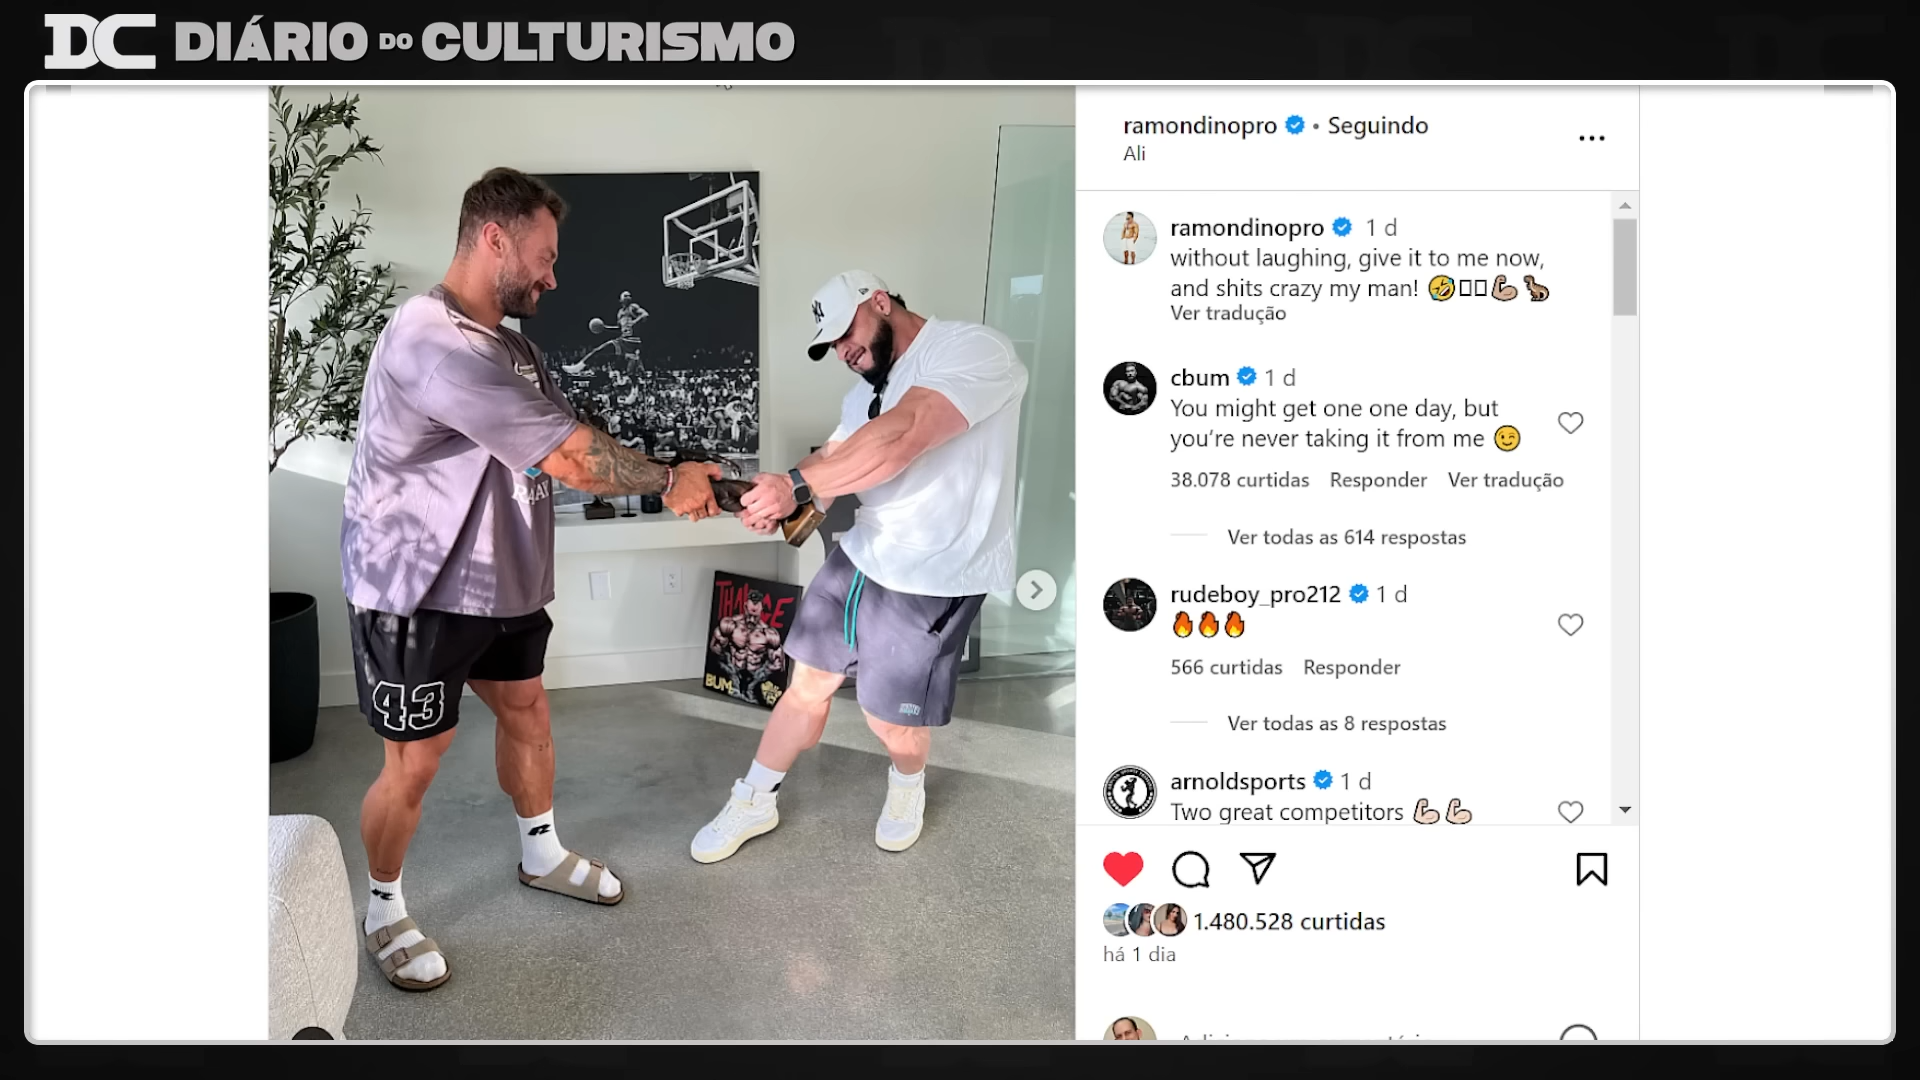 DC DIÁRIO DO CULTURISMO
ramondinopro • Seguindo
Ali
ramondinopro 1 d
without laughing, give it to me now,
and shits crazy my man! 🤣💪🏼🦖
Ver tradução
cbum 1 d
You might get one one day, but
you’re never taking it from me 😉
38.078 curtidas Responder Ver tradução
Ver todas as 614 respostas
rudeboy_pro212 1 d
🔥🔥🔥
566 curtidas Responder
Ver todas as 8 respostas
arnoldsports 1 d
Two great competitors 💪🏻💪🏻
1.480.528 curtidas
há 1 dia
NY
43
BUM